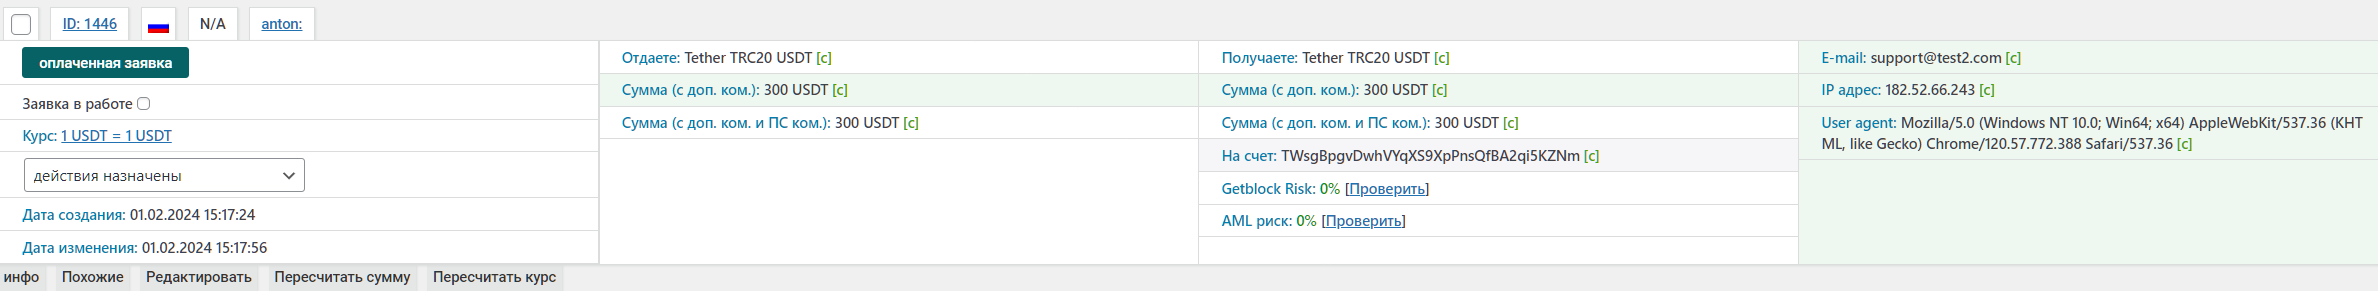 ID: 1446
N/A
anton:
оплаченная заявка
Заявка в работе
Курс: 1 USDT = 1 USDT
действия назначены
Дата создания: 01.02.2024 15:17:24
Дата изменения: 01.02.2024 15:17:56
Отдаете: Tether TRC20 USDT [c]
Сумма (с доп. ком.): 300 USDT [c]
Сумма (с доп. ком. и ПС ком.): 300 USDT [c]
Получаете: Tether TRC20 USDT [c]
Сумма (с доп. ком.): 300 USDT [c]
Сумма (с доп. ком. и ПС ком.): 300 USDT [c]
На счет: TWsgBpgvDwhVYqXS9XpPnsQfBA2qi5KZNm [c]
Getblock Risk: 0% [Проверить]
AML риск: 0% [Проверить]
E-mail: support@test2.com [c]
IP адрес: 182.52.66.243 [c]
User agent: Mozilla/5.0 (Windows NT 10.0; Win64; x64) AppleWebKit/537.36 (KHT
ML, like Gecko) Chrome/120.57.772.388 Safari/537.36 [c]
инфо
Похожие
Редактировать
Пересчитать сумму
Пересчитать курс